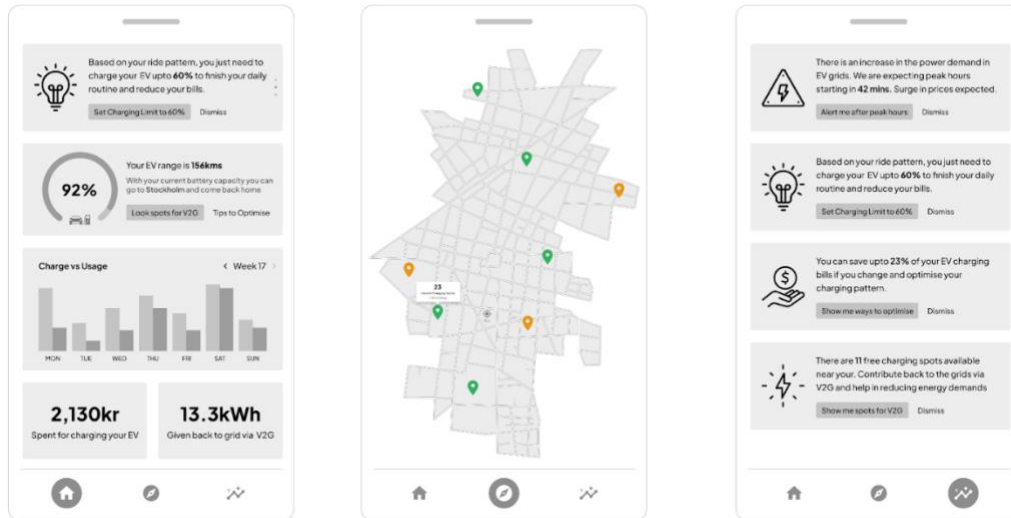 Based on your ride pattern, you just need to
charge your EV upto 60% to finish your daily
routine and reduce your bills.
Set Charging Limit to 60% Dismiss
92%
Your EV range is 156kms
With your current battery capacity you can
go to Stockholm and come back home
Look spots for V2G Tips to Optimise
Charge vs Usage < Week 17 >
MON TUE WED THU FRI SAT SUN
2,130kr
Spent for charging your EV
13.3kWh
Given back to grid via V2G
23
There is an increase in the power demand in
EV grids. We are expecting peak hours
starting in 42 mins. Surge in prices expected.
Alert me after peak hours Dismiss
Based on your ride pattern, you just need to
charge your EV upto 60% to finish your daily
routine and reduce your bills.
Set Charging Limit to 60% Dismiss
$
You can save upto 23% of your EV charging
bills if you change and optimise your
charging pattern.
Show me ways to optimise Dismiss
There are 11 free charging spots available
near your. Contribute back to the grids via
V2G and help in reducing energy demands
Show me spots for V2G Dismiss